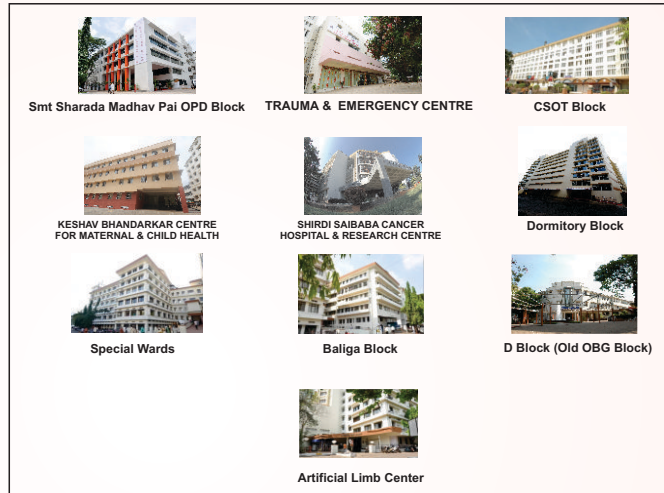 Smt Sharada Madhav Pai OPD Block
TRAUMA & EMERGENCY CENTRE
CSOT Block
KESHAV BHANDARKAR CENTRE
FOR MATERNAL & CHILD HEALTH
SHIRDI SAIBABA CANCER
HOSPITAL & RESEARCH CENTRE
Dormitory Block
Special Wards
Baliga Block
D Block (Old OBG Block)
Artificial Limb Center